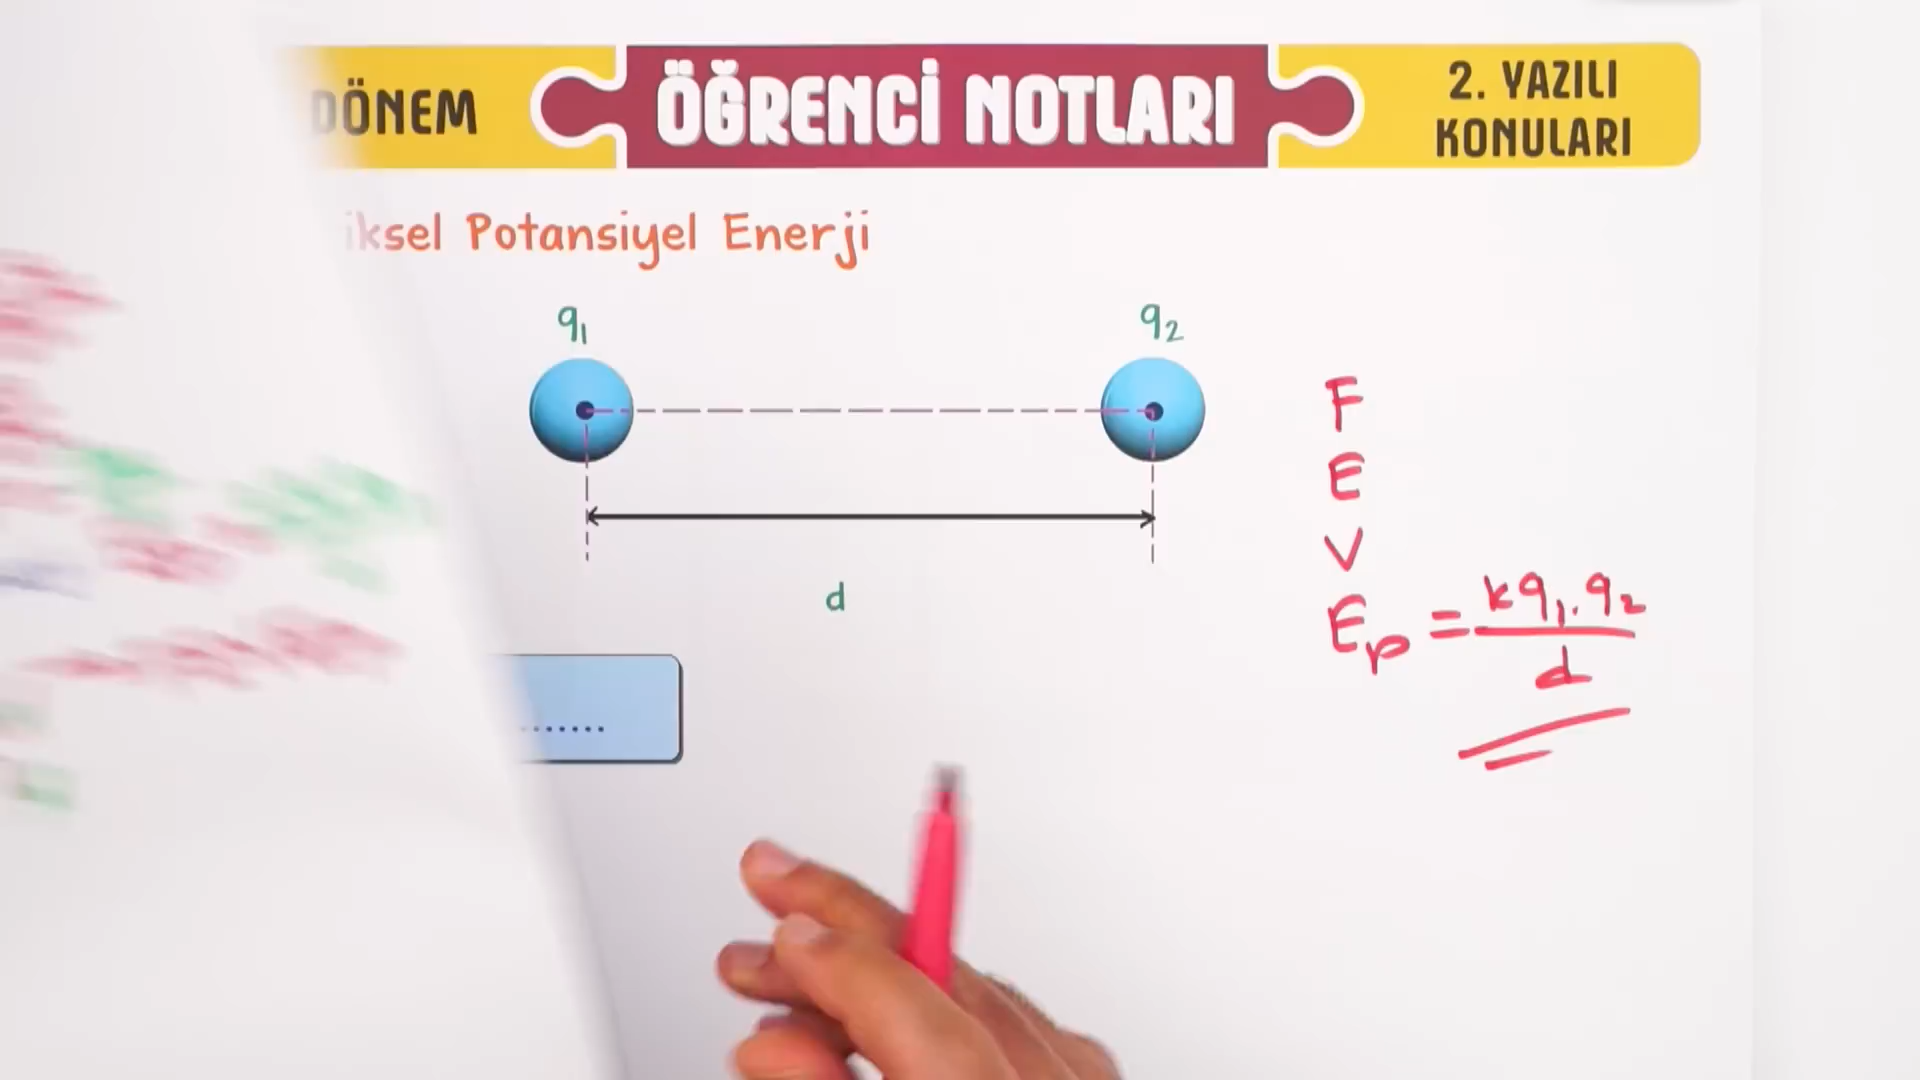 DÖNEM
ÖĞRENCİ NOTLARI
2. YAZILI
KONULARI
iksel Potansiyel Enerji
q1
q2
d
.......
F
E
V
Ep = kq1.q2
d